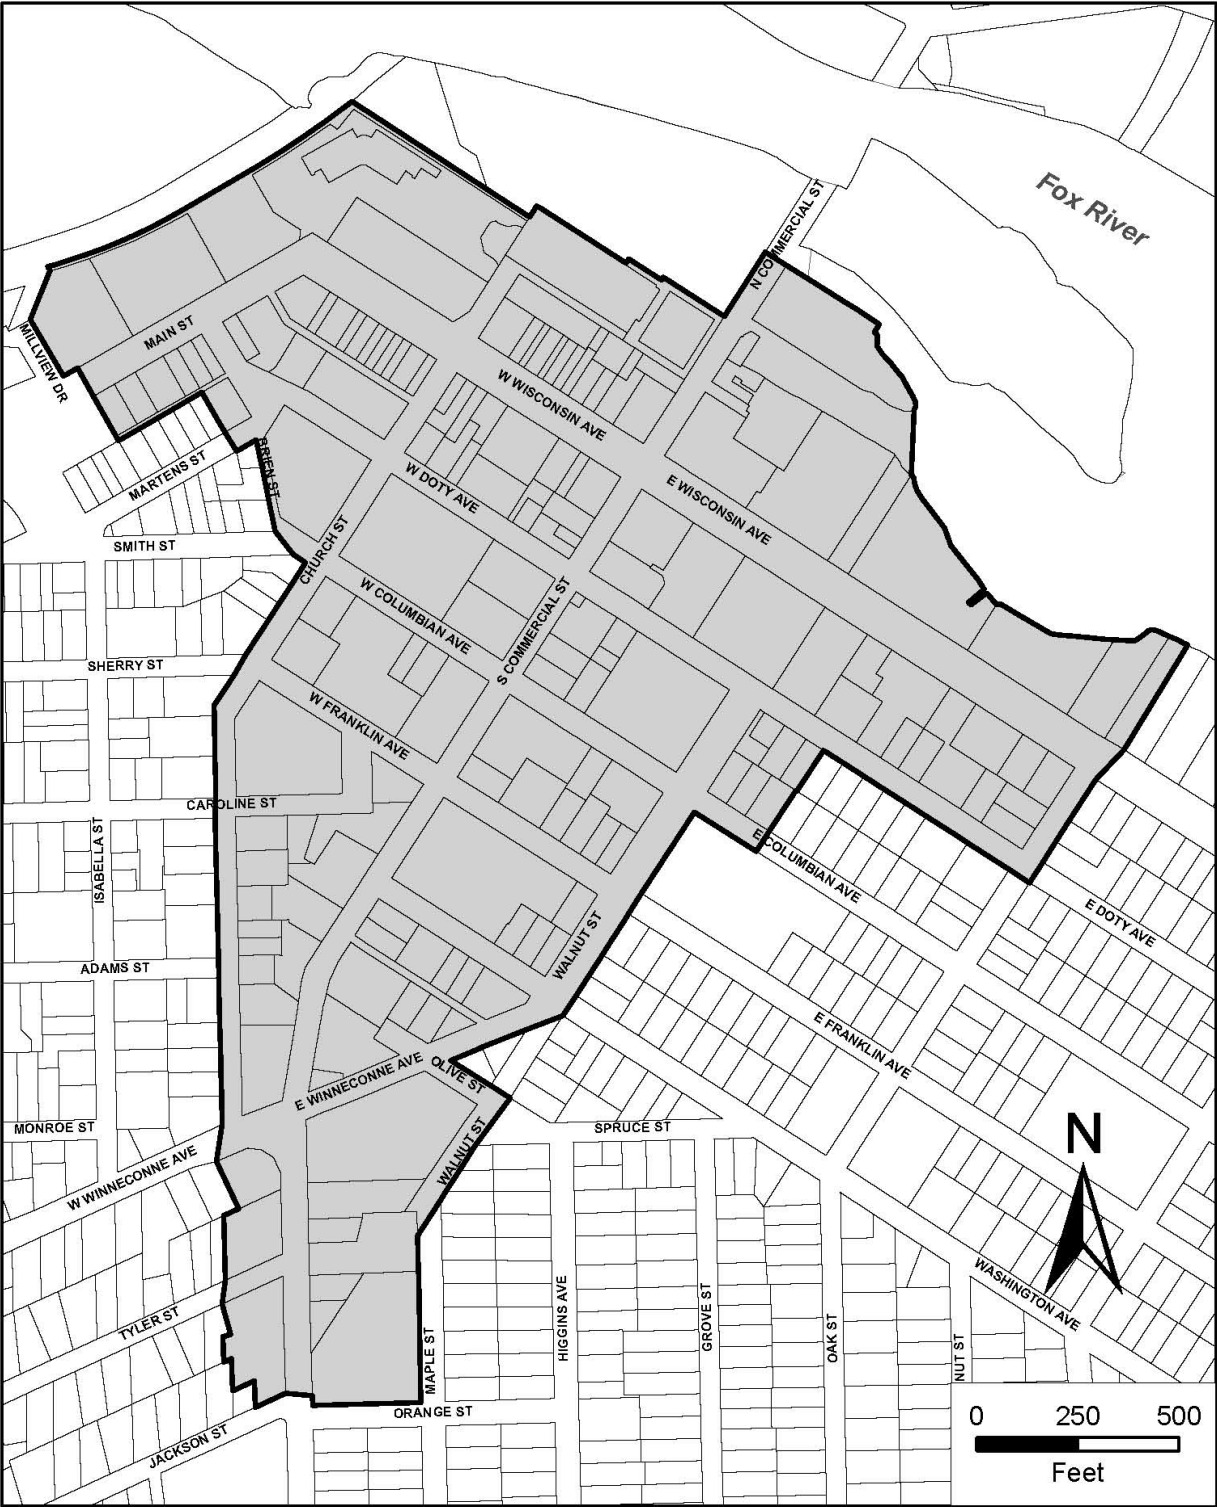 N COMMERCIAL ST
Fox River
MAIN ST
MILLVIEW DR
W WISCONSIN AVE
MARTENS ST
BRIEN ST
W DOTY AVE
E WISCONSIN AVE
SMITH ST
CHURCH ST
W COLUMBIAN AVE
S COMMERCIAL ST
SHERRY ST
W FRANKLIN AVE
CAROLINE ST
ISABELLA ST
E COLUMBIAN AVE
E DOTY AVE
WALNUT ST
ADAMS ST
E FRANKLIN AVE
E WINNECONNE AVE
OLIVE ST
MONROE ST
SPRUCE ST
N
WALNUT ST
W WINNECONNE AVE
WASHINGTON AVE
TYLER ST
HIGGINS AVE
GROVE ST
OAK ST
NUT ST
MAPLE ST
ORANGE ST
JACKSON ST
0 250 500
Feet